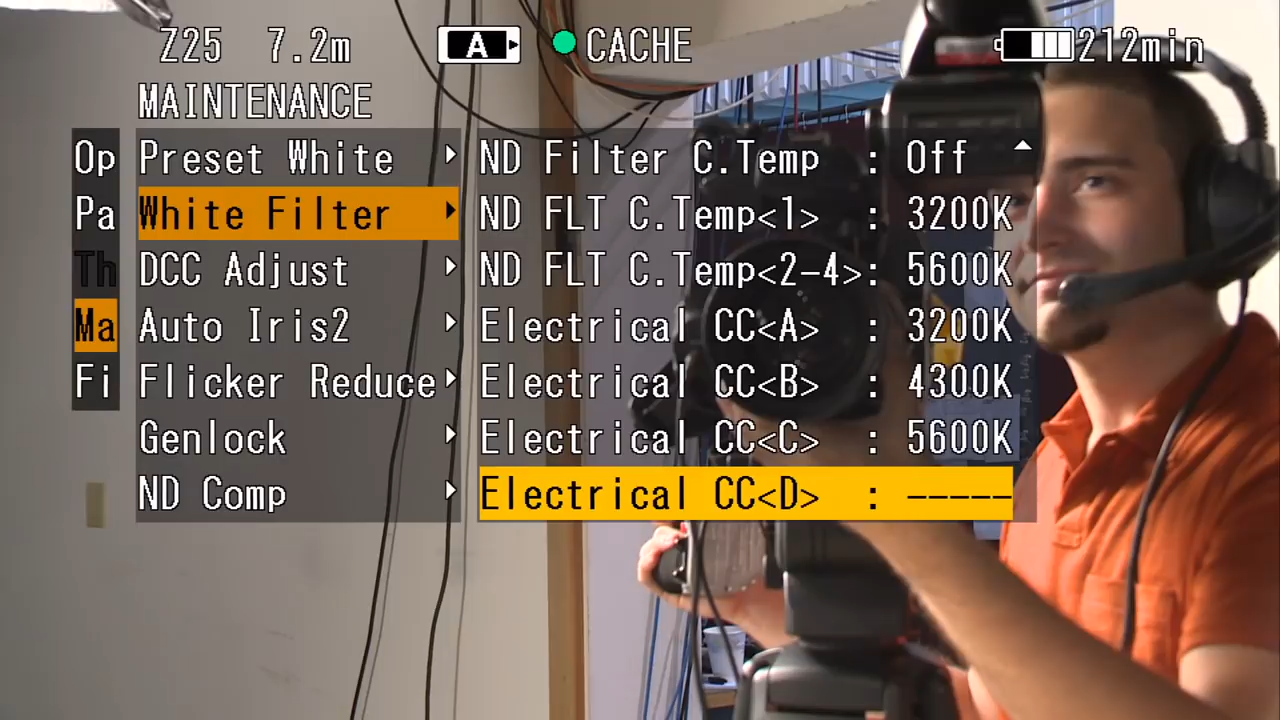 Z25 7.2m A CACHE 212min
MAINTENANCE
Op Preset White ND Filter C.Temp : Off
Pa White Filter ND FLT C.Temp<1> : 3200K
Th DCC Adjust ND FLT C.Temp<2-4>: 5600K
Ma Auto Iris2 Electrical CC<A> : 3200K
Fi Flicker Reduce Electrical CC<B> : 4300K
Genlock Electrical CC<C> : 5600K
ND Comp Electrical CC<D> : -----